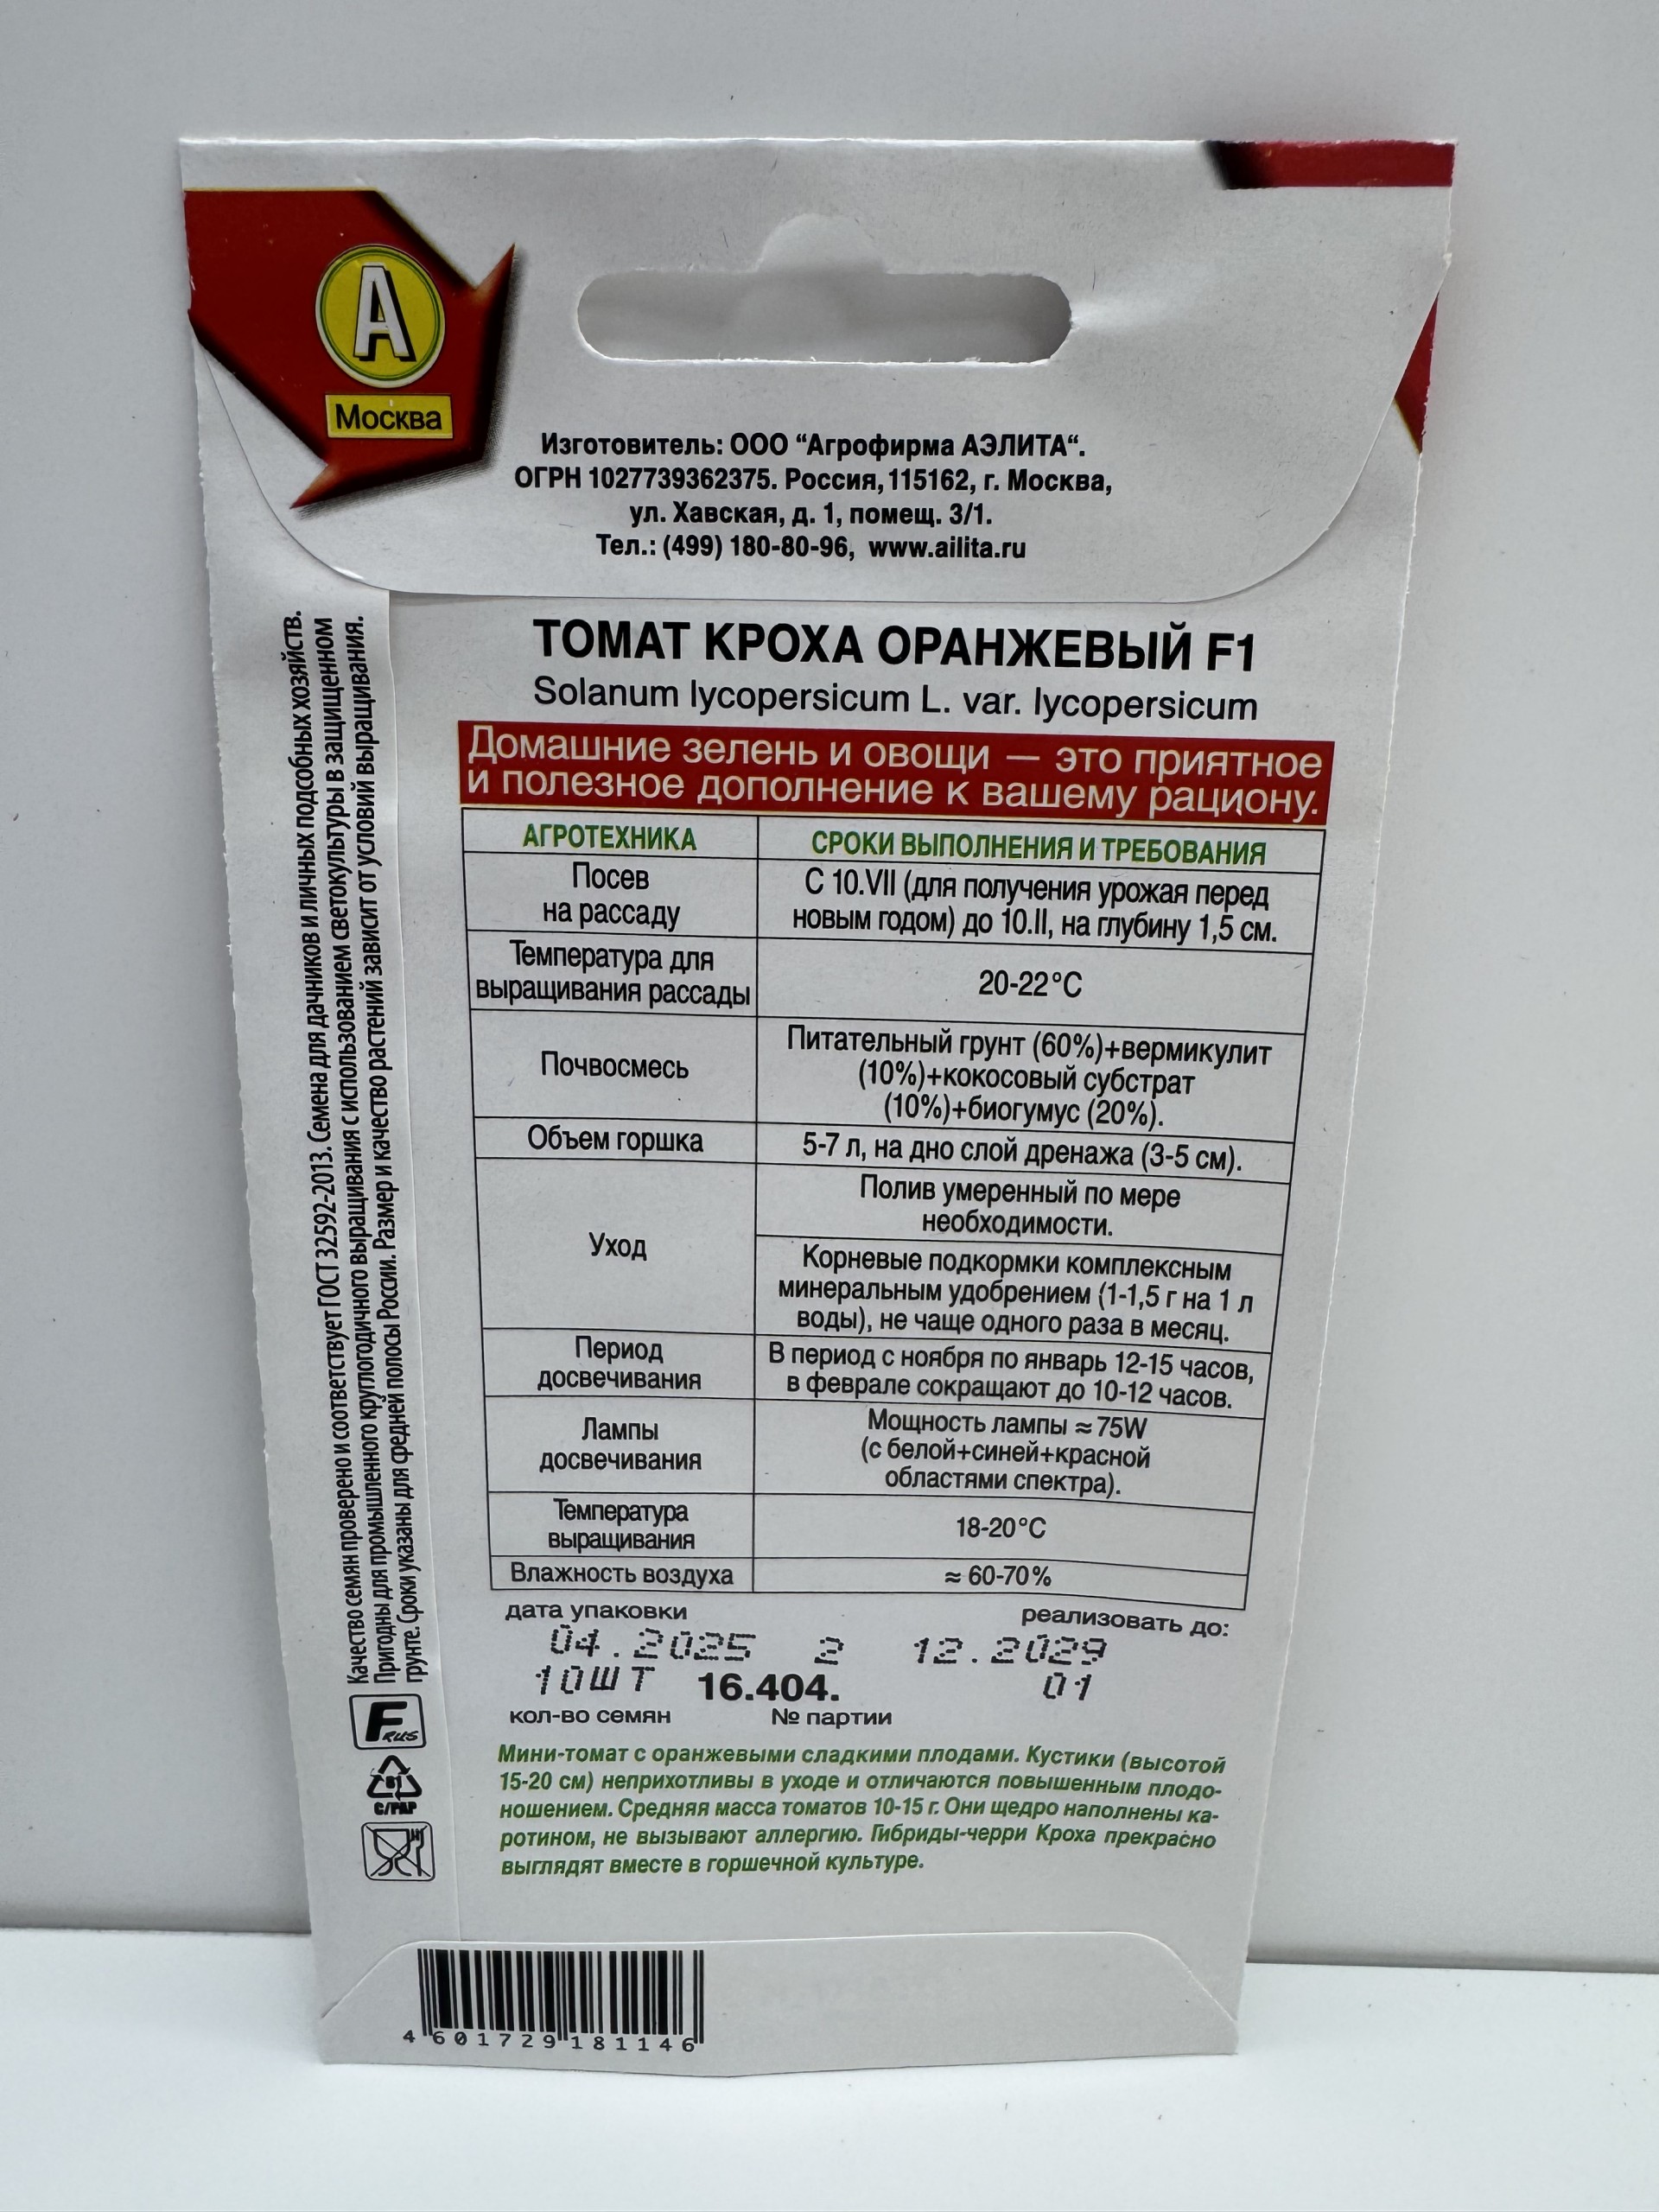 А
Москва
Изготовитель: ООО “Агрофирма АЭЛИТА“.
ОГРН 1027739362375. Россия, 115162, г. Москва,
ул. Хавская, д. 1, помещ. 3/1.
Тел.: (499) 180-80-96, www.ailita.ru
ТОМАТ КРОХА ОРАНЖЕВЫЙ F1
Solanum lycopersicum L. var. lycopersicum
Домашние зелень и овощи — это приятное
и полезное дополнение к вашему рациону.
АГРОТЕХНИКА
СРОКИ ВЫПОЛНЕНИЯ И ТРЕБОВАНИЯ
Посев
на рассаду
С 10.VII (для получения урожая перед
новым годом) до 10.II, на глубину 1,5 см.
Температура для
выращивания рассады
20-22°С
Почвосмесь
Питательный грунт (60%)+вермикулит
(10%)+кокосовый субстрат
(10%)+биогумус (20%).
Объем горшка
5-7 л, на дно слой дренажа (3-5 см).
Уход
Полив умеренный по мере
необходимости.
Корневые подкормки комплексным
минеральным удобрением (1-1,5 г на 1 л
воды), не чаще одного раза в месяц.
Период
досвечивания
В период с ноября по январь 12-15 часов,
в феврале сокращают до 10-12 часов.
Лампы
досвечивания
Мощность лампы ≈ 75W
(с белой+синей+красной
областями спектра).
Температура
выращивания
18-20°С
Влажность воздуха
≈ 60-70%
дата упаковки
реализовать до:
04.2025 2 12.2029
10ШТ 16.404. 01
кол-во семян
№ партии
Мини-томат с оранжевыми сладкими плодами. Кустики (высотой
15-20 см) неприхотливы в уходе и отличаются повышенным плодо-
ношением. Средняя масса томатов 10-15 г. Они щедро наполнены ка-
ротином, не вызывают аллергию. Гибриды-черри Кроха прекрасно
выглядят вместе в горшечной культуре.
Качество семян проверено и соответствует ГОСТ 32592-2013. Семена для дачников и личных подсобных хозяйств.
Пригодны для промышленного круглогодичного выращивания с использованием светокультуры в защищенном
грунте. Сроки указаны для средней полосы России. Размер и качество растений зависит от условий выращивания.
F RUS
81
C/PAP
4 601729 181146